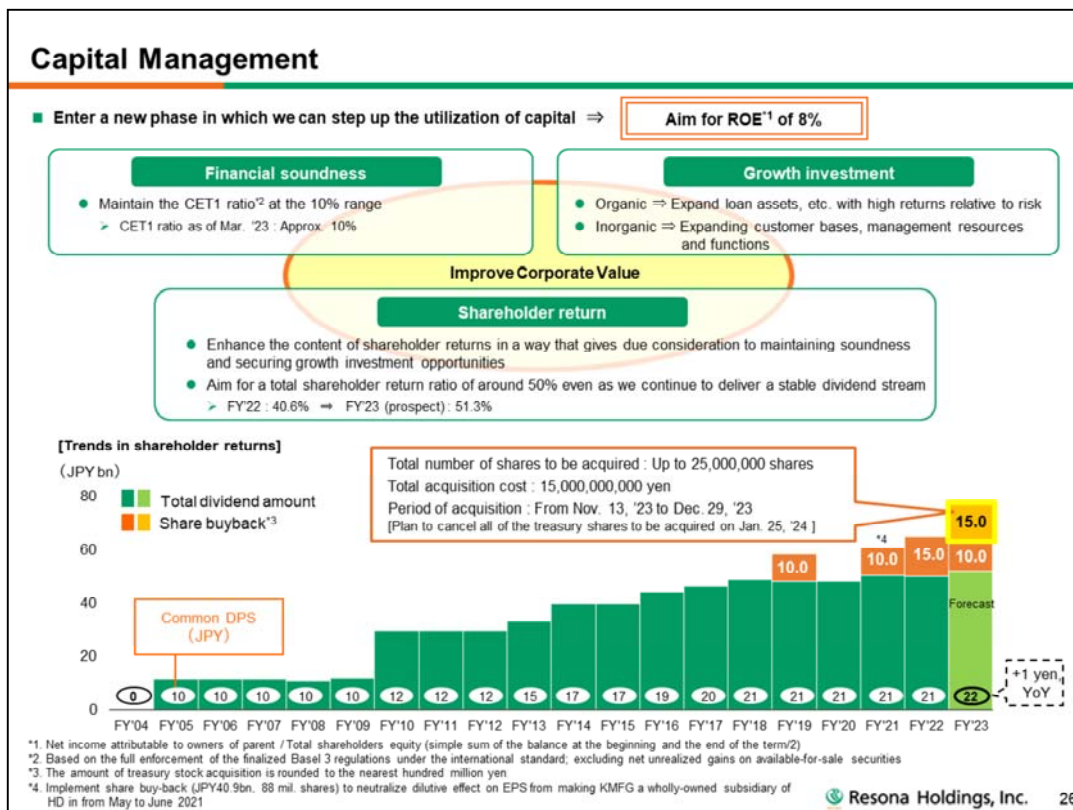 Capital Management
■ Enter a new phase in which we can step up the utilization of capital ⇒
Aim for ROE*1 of 8%
Financial soundness
● Maintain the CET1 ratio*2 at the 10% range
➢ CET1 ratio as of Mar. '23 : Approx. 10%
Growth investment
● Organic ⇒ Expand loan assets, etc. with high returns relative to risk
● Inorganic ⇒ Expanding customer bases, management resources
and functions
Improve Corporate Value
Shareholder return
● Enhance the content of shareholder returns in a way that gives due consideration to maintaining soundness
and securing growth investment opportunities
● Aim for a total shareholder return ratio of around 50% even as we continue to deliver a stable dividend stream
➢ FY'22 : 40.6% ➡ FY'23 (prospect) : 51.3%
[Trends in shareholder returns]
(JPY bn)
Total dividend amount
Share buyback*3
Total number of shares to be acquired : Up to 25,000,000 shares
Total acquisition cost : 15,000,000,000 yen
Period of acquisition : From Nov. 13, '23 to Dec. 29, '23
[Plan to cancel all of the treasury shares to be acquired on Jan. 25, '24 ]
80
60
40
20
0
15.0
*4
10.0 10.0 15.0 10.0
Forecast
Common DPS
(JPY)
0 10 10 10 10 10 12 12 12 15 17 17 19 20 21 21 21 21 21 22
+1 yen,
YoY
FY'04 FY'05 FY'06 FY'07 FY'08 FY'09 FY'10 FY'11 FY'12 FY'13 FY'14 FY'15 FY'16 FY'17 FY'18 FY'19 FY'20 FY'21 FY'22 FY'23
*1. Net income attributable to owners of parent / Total shareholders equity (simple sum of the balance at the beginning and the end of the term/2)
*2. Based on the full enforcement of the finalized Basel 3 regulations under the international standard; excluding net unrealized gains on available-for-sale securities
*3. The amount of treasury stock acquisition is rounded to the nearest hundred million yen
*4. Implement share buy-back (JPY40.9bn. 88 mil. shares) to neutralize dilutive effect on EPS from making KMFG a wholly-owned subsidiary of
HD in from May to June 2021
Resona Holdings, Inc.